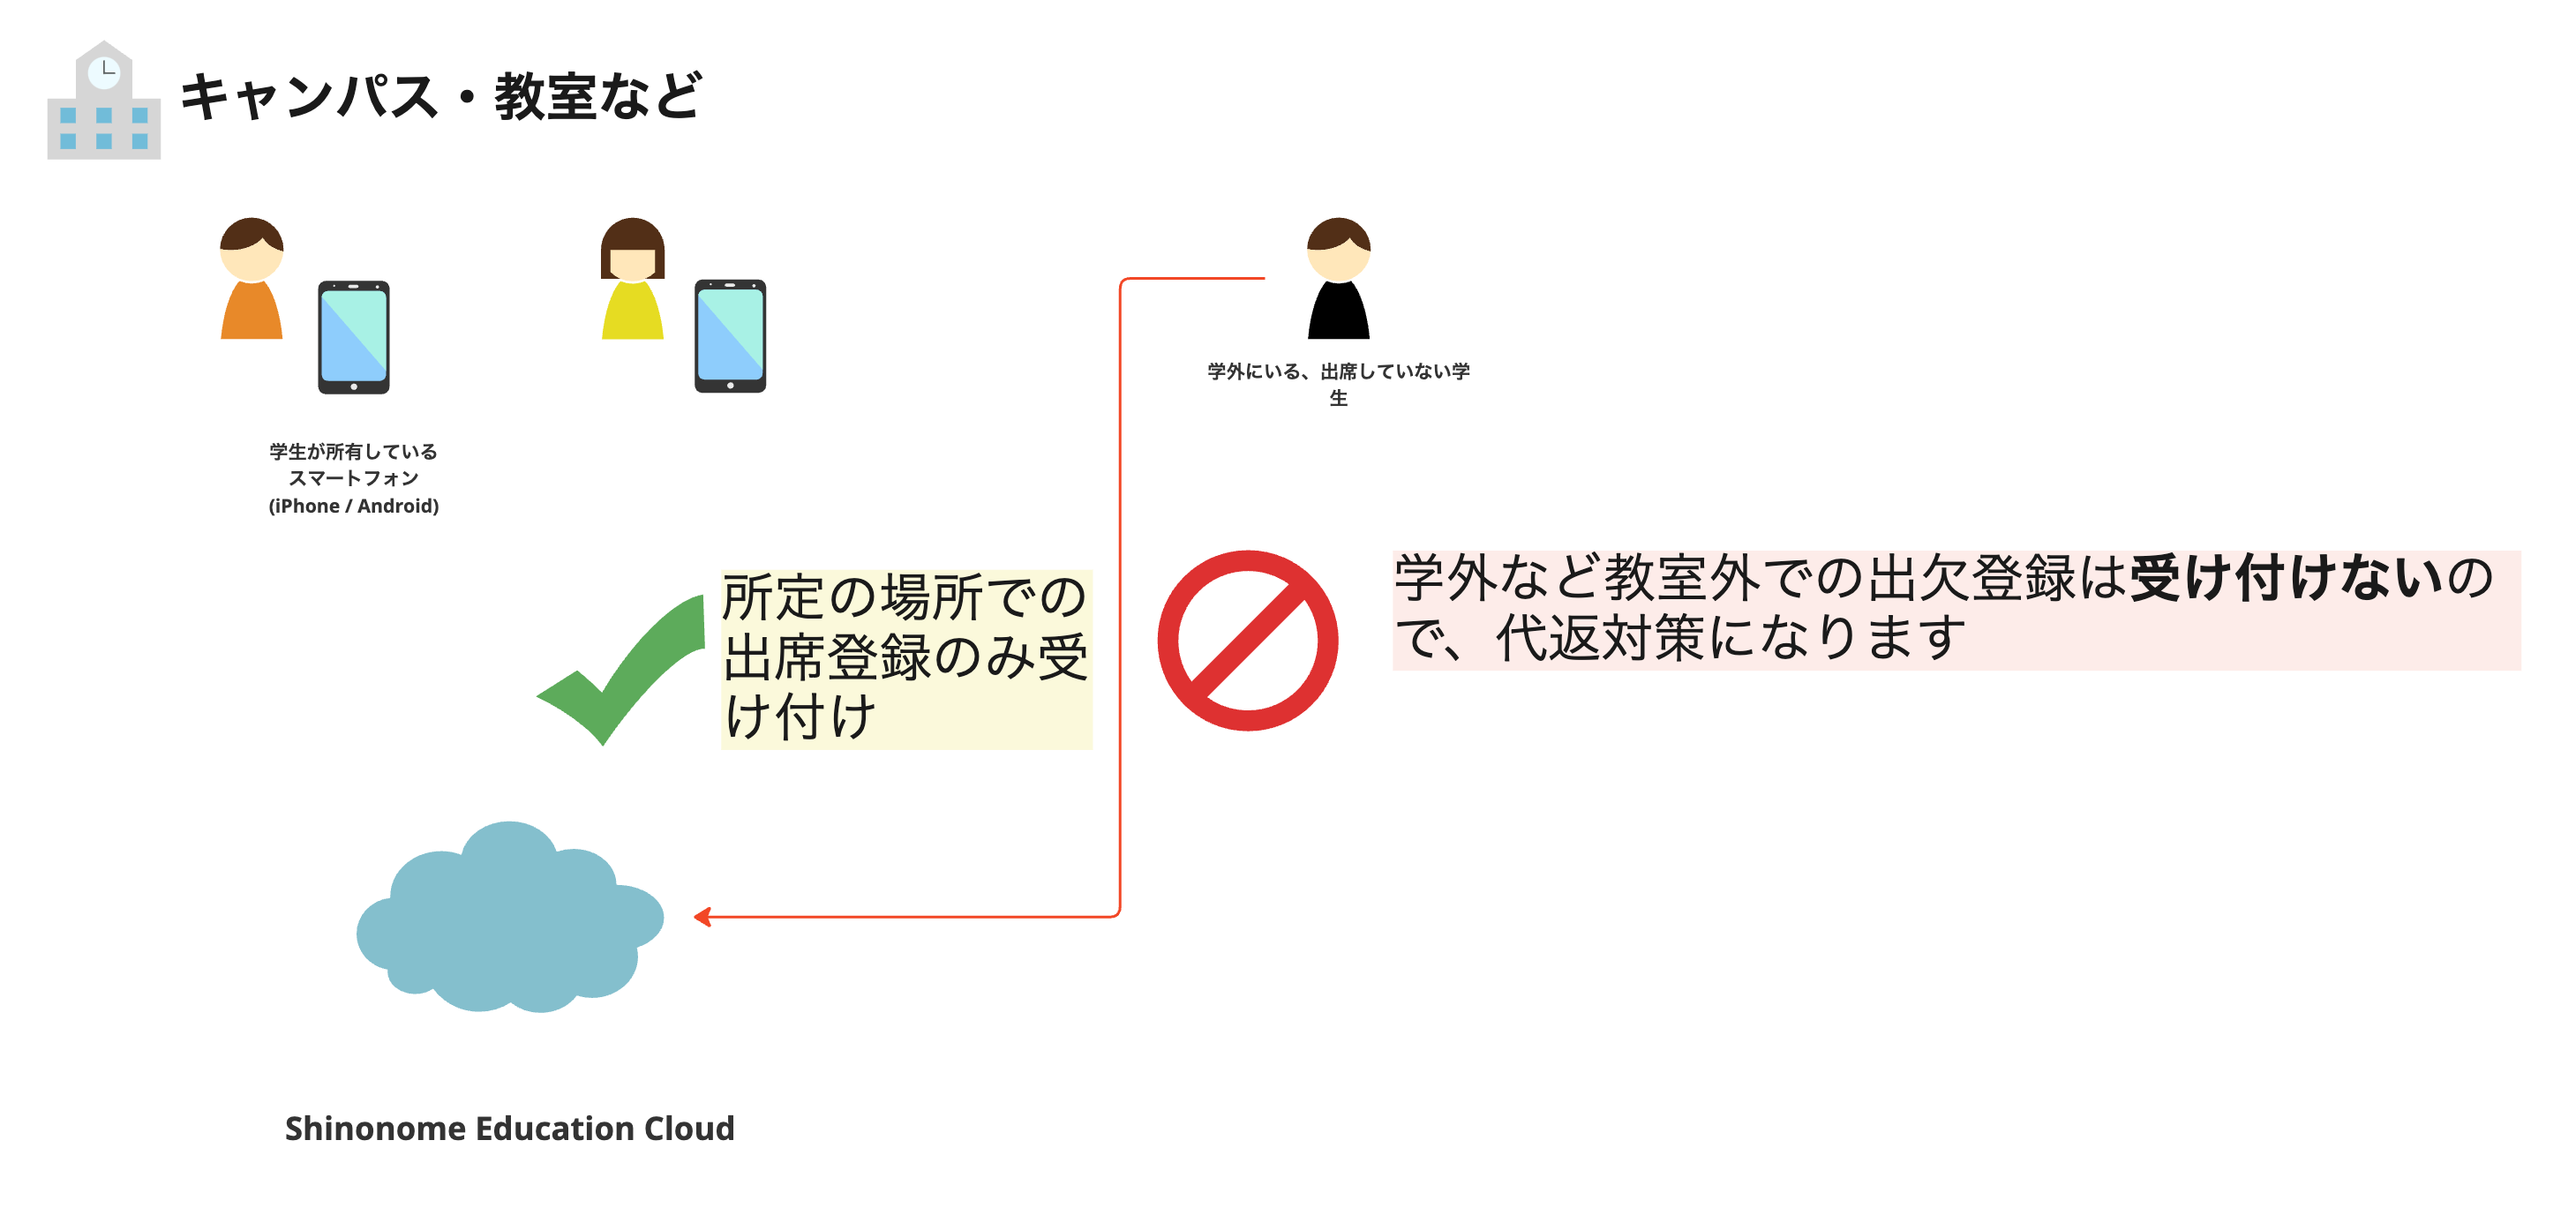 キャンパス・教室など
学外にいる、出席していない学
生
学生が所有している
スマートフォン
(iPhone / Android)
所定の場所での
出席登録のみ受
け付け
学外など教室外での出欠登録は受け付けないの
で、代返対策になります
Shinonome Education Cloud